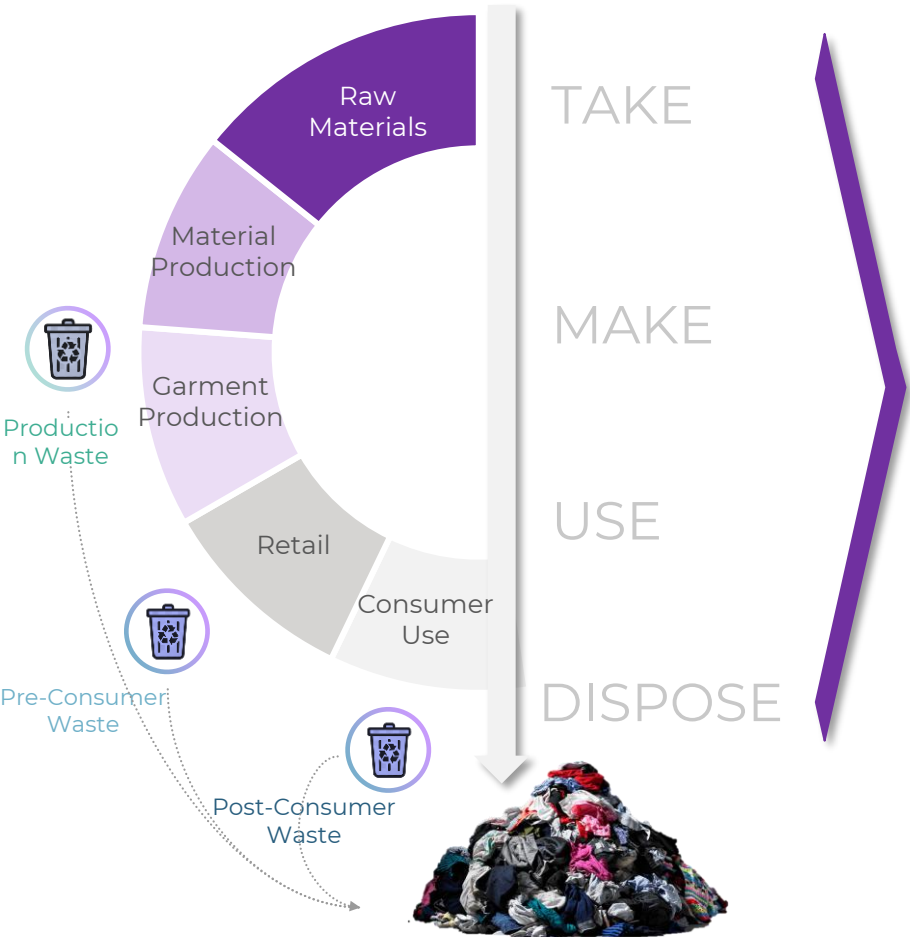 Raw
Materials
TAKE
Material
Production
MAKE
Garment
Production
Productio
n Waste
USE
Retail
Consumer
Use
Pre-Consumer
Waste
DISPOSE
Post-Consumer
Waste